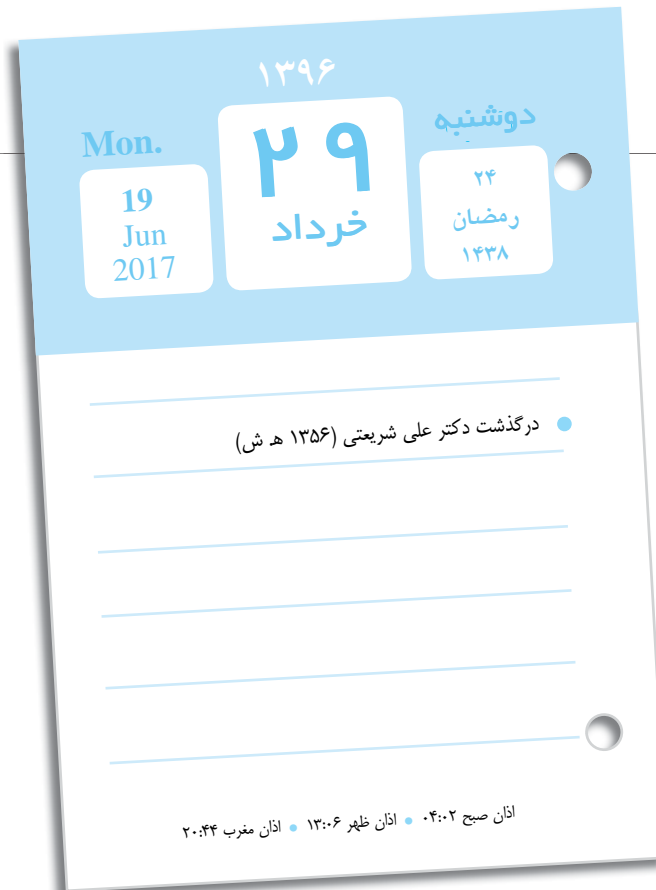 ۱۳۹۶
دوشنبه
۲۹
Mon.
۲۴
19
رمضان
خرداد
Jun
۱۴۳۸
2017
درگذشت دکتر علی شریعتی (۱۳۵۶ هـ ش)
اذان صبح ۰۴:۰۲ اذان ظهر ۱۳:۰۶ اذان مغرب ۲۰:۴۴